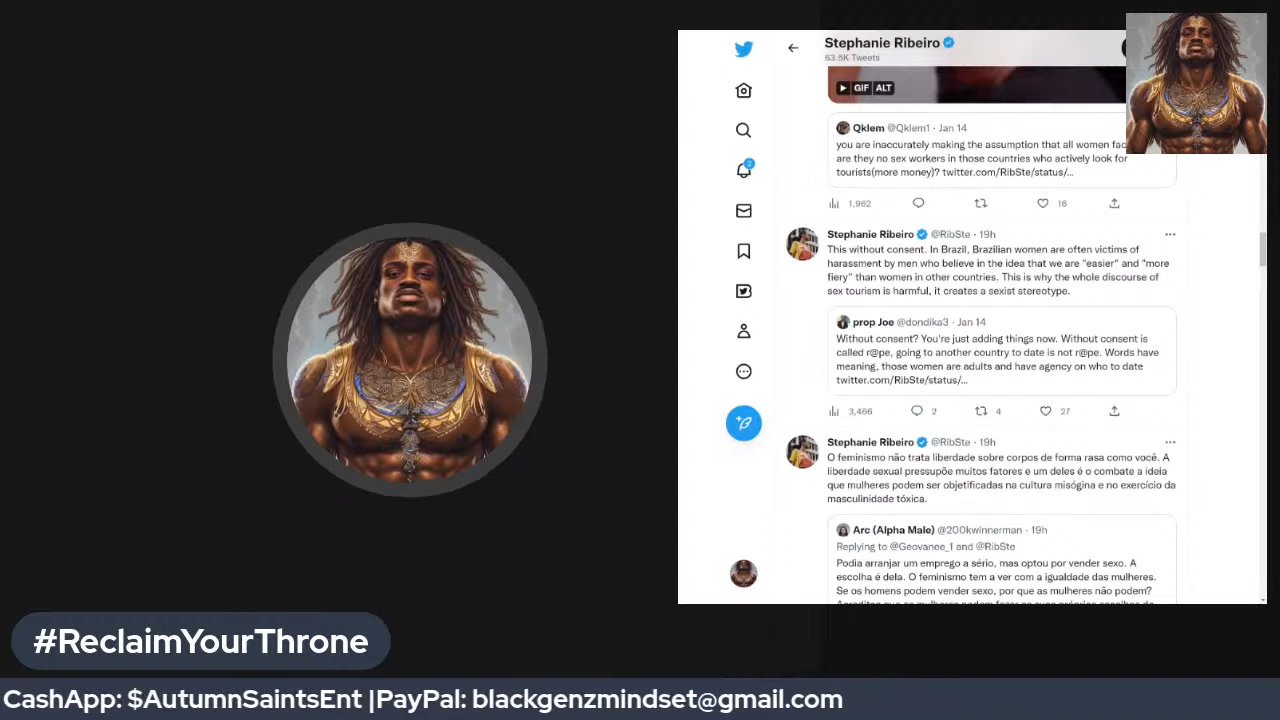 Stephanie Ribeiro
63.5K Tweets
GIF ALT
Qklem @Qklem1 · Jan 14
you are inaccurately making the assumption that all women
are they no sex workers in those countries who actively look for
tourists(more money)? twitter.com/RibSte/status/...
1,962 16
Stephanie Ribeiro @RibSte · 19h
This without consent. In Brazil, Brazilian women are often victims of
harassment by men who believe in the idea that we are "easier" and "more
fiery" than women in other countries. This is why the whole discourse of
sex tourism is harmful, it creates a sexist stereotype.
prop Joe @dondika3 · Jan 14
Without consent? You're just adding things now. Without consent is
called r@pe, going to another country to date is not r@pe. Words have
meaning, those women are adults and have agency on who to date
twitter.com/RibSte/status/...
3,466 2 4 27
Stephanie Ribeiro @RibSte · 19h
O feminismo não trata liberdade sobre corpos de forma rasa como você. A
liberdade sexual pressupõe muitos fatores e um deles é o combate a ideia
que mulheres podem ser objetificadas na cultura misógina e no exercício da
masculinidade tóxica.
Arc (Alpha Male) @200kwinnerman · 19h
Replying to @Geovanee_1 and @RibSte
Podia arranjar um emprego a sério, mas optou por vender sexo. A
escolha é dela. O feminismo tem a ver com a igualdade das mulheres.
Se os homens podem vender sexo, por que as mulheres não podem?
2
#ReclaimYourThrone
CashApp: $AutumnSaintsEnt |PayPal: blackgenzmindset@gmail.com